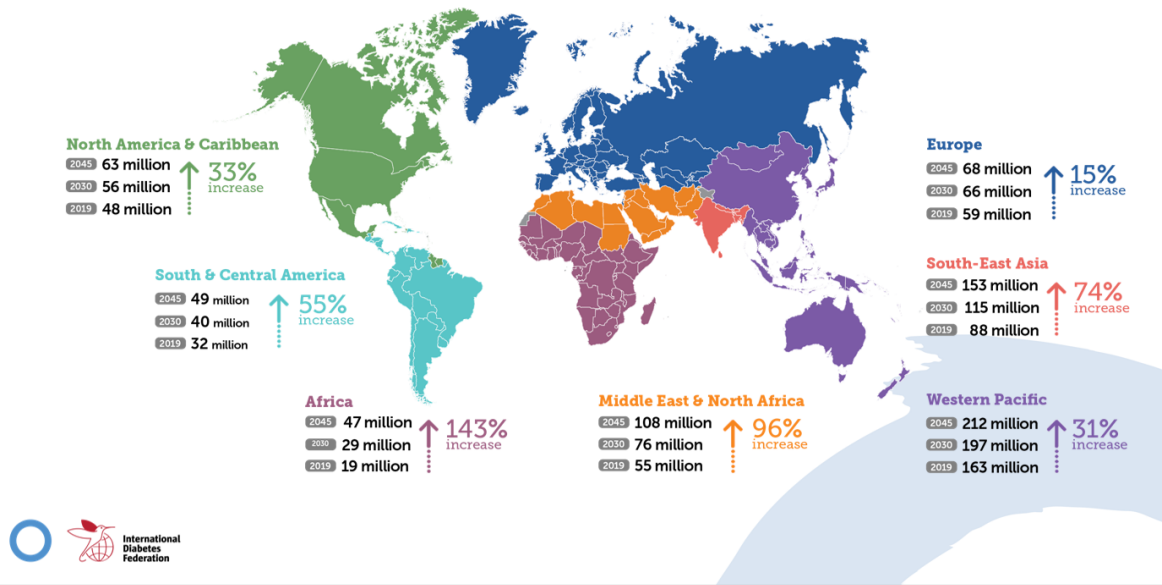 North America & Caribbean
2045 63 million
2030 56 million
2019 48 million
33%
increase
South & Central America
2045 49 million
2030 40 million
2019 32 million
55%
increase
Africa
2045 47 million
2030 29 million
2019 19 million
143%
increase
Middle East & North Africa
2045 108 million
2030 76 million
2019 55 million
96%
increase
Europe
2045 68 million
2030 66 million
2019 59 million
15%
increase
South-East Asia
2045 153 million
2030 115 million
2019 88 million
74%
increase
Western Pacific
2045 212 million
2030 197 million
2019 163 million
31%
increase
International
Diabetes
Federation